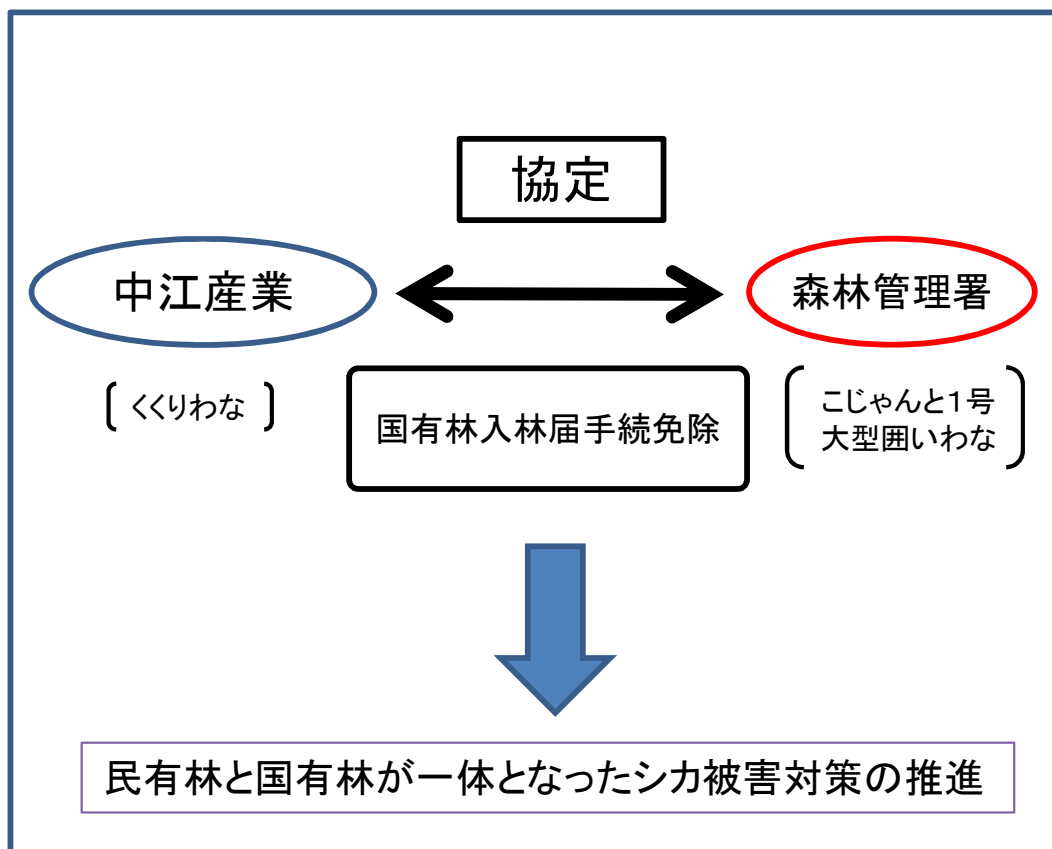 協定
中江産業
森林管理署
くくりわな
国有林入林届手続免除
こじゃんと１号
大型囲いわな
民有林と国有林が一体となったシカ被害対策の推進